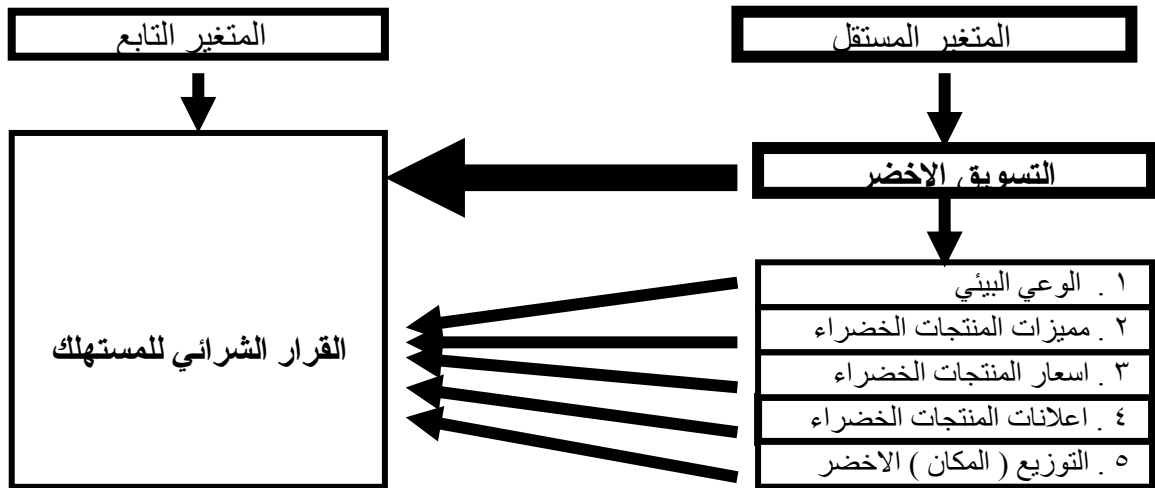 المتغير المستقل
المتغير التابع
التسويق الاخضر
١ . الوعي البيئي
٢ . مميزات المنتجات الخضراء
٣ . اسعار المنتجات الخضراء
٤ . اعلانات المنتجات الخضراء
٥ . التوزيع ( المكان ) الاخضر
القرار الشرائي للمستهلك